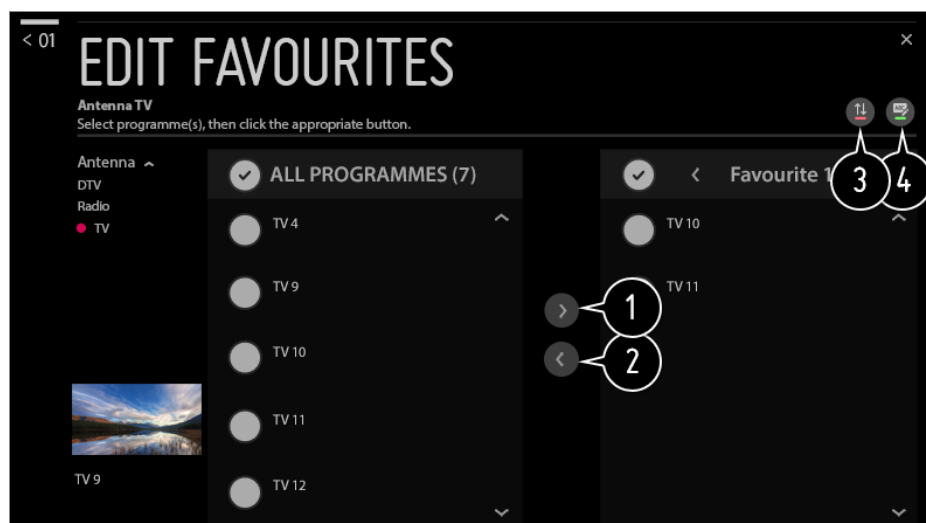 < 01
EDIT FAVOURITES
Antenna TV
Select programme(s), then click the appropriate button.
Antenna
DTV
Radio
TV
TV 9
ALL PROGRAMMES (7)
TV 4
TV 9
TV 10
TV 11
TV 12
Favourite 1
TV 10
TV 11
1
2
3
4